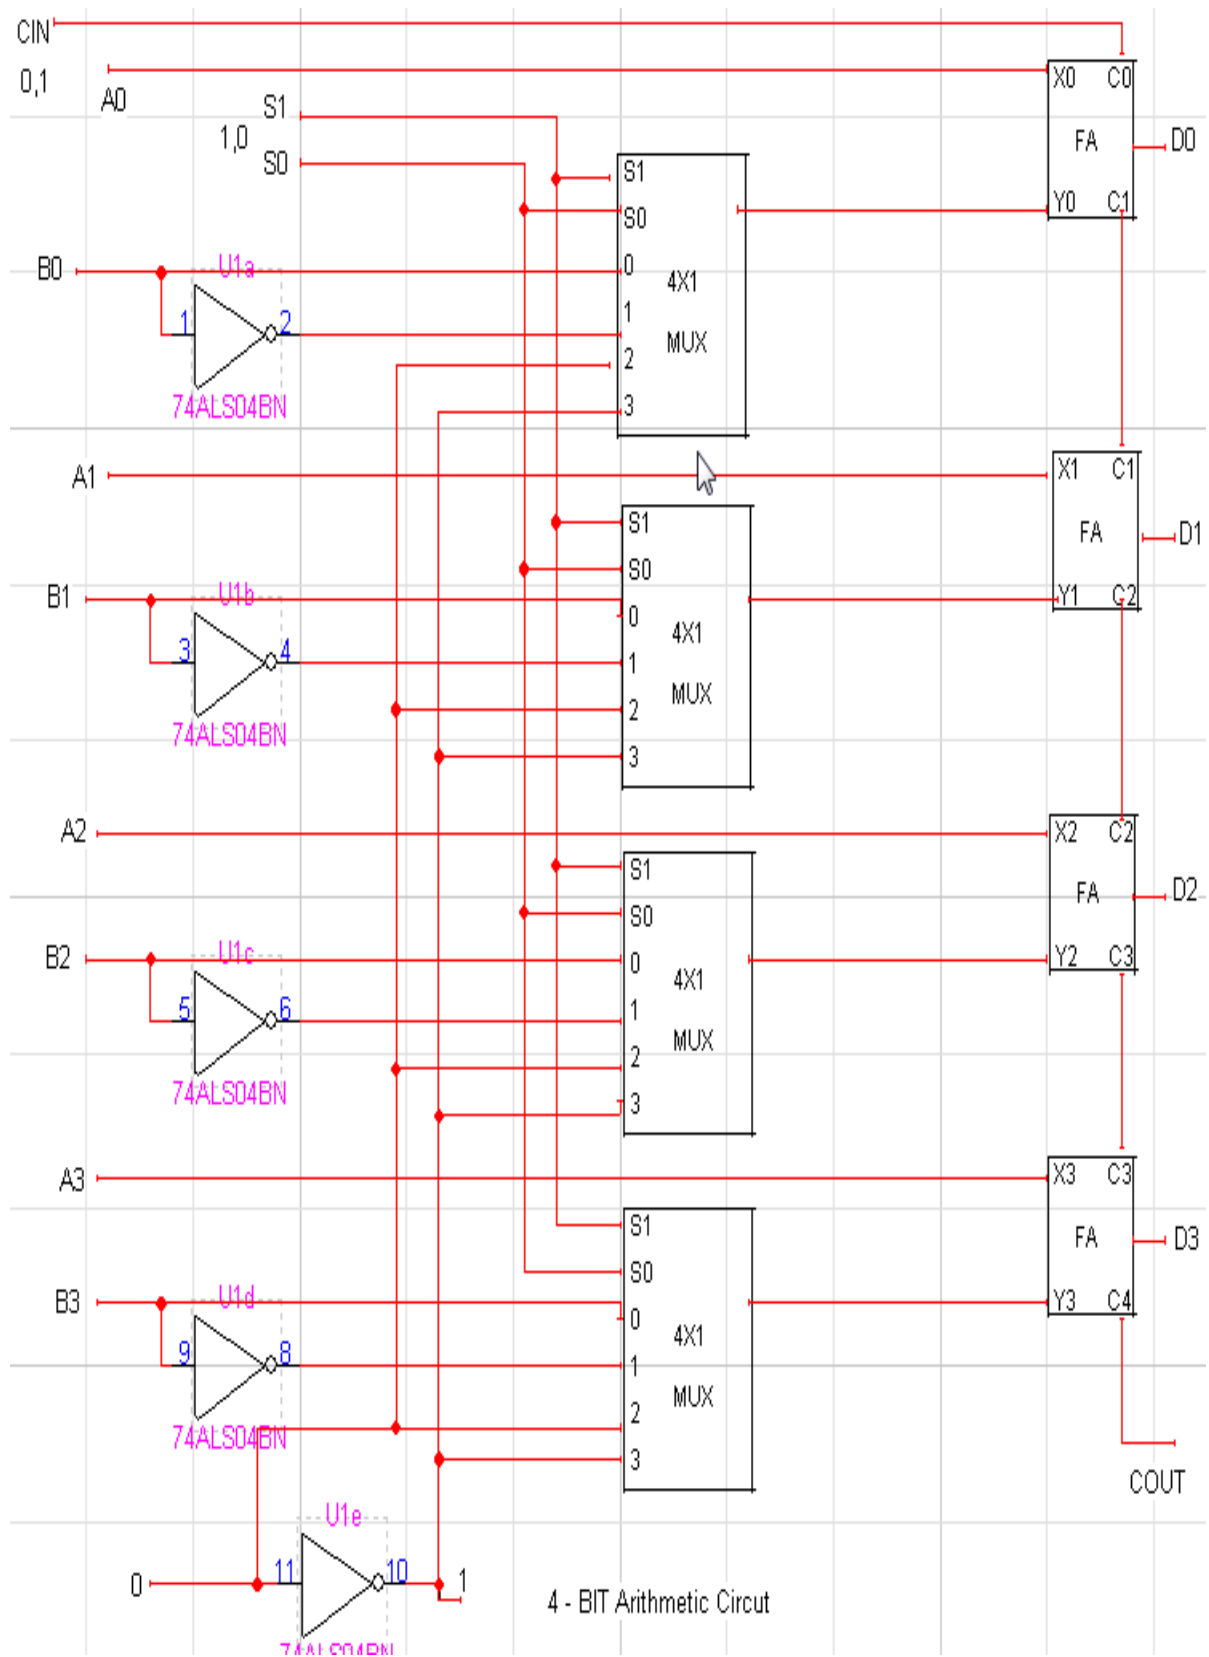 CIN
0,1
A0
S1
1,0
S0
X0 C0
FA
D0
Y0 C1
S1
S0
0
1
2
3
4X1
MUX
B0
U1a
1
2
74ALS04BN
A1
X1 C1
FA
D1
Y1 C2
S1
S0
0
1
2
3
4X1
MUX
B1
U1b
3
4
74ALS04BN
A2
X2 C2
FA
D2
Y2 C3
S1
S0
0
1
2
3
4X1
MUX
B2
U1c
5
6
74ALS04BN
A3
X3 C3
FA
D3
Y3 C4
S1
S0
0
1
2
3
4X1
MUX
B3
U1d
9
8
74ALS04BN
COUT
U1e
0
11
10
1
74ALS04BN
4 - BIT Arithmetic Circut